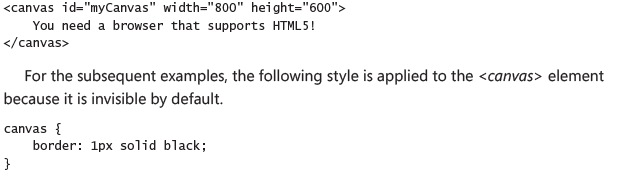 <canvas id="myCanvas" width="800" height="600">
    You need a browser that supports HTML5!
</canvas>
For the subsequent examples, the following style is applied to the <canvas> element
because it is invisible by default.
canvas {
    border: 1px solid black;
}